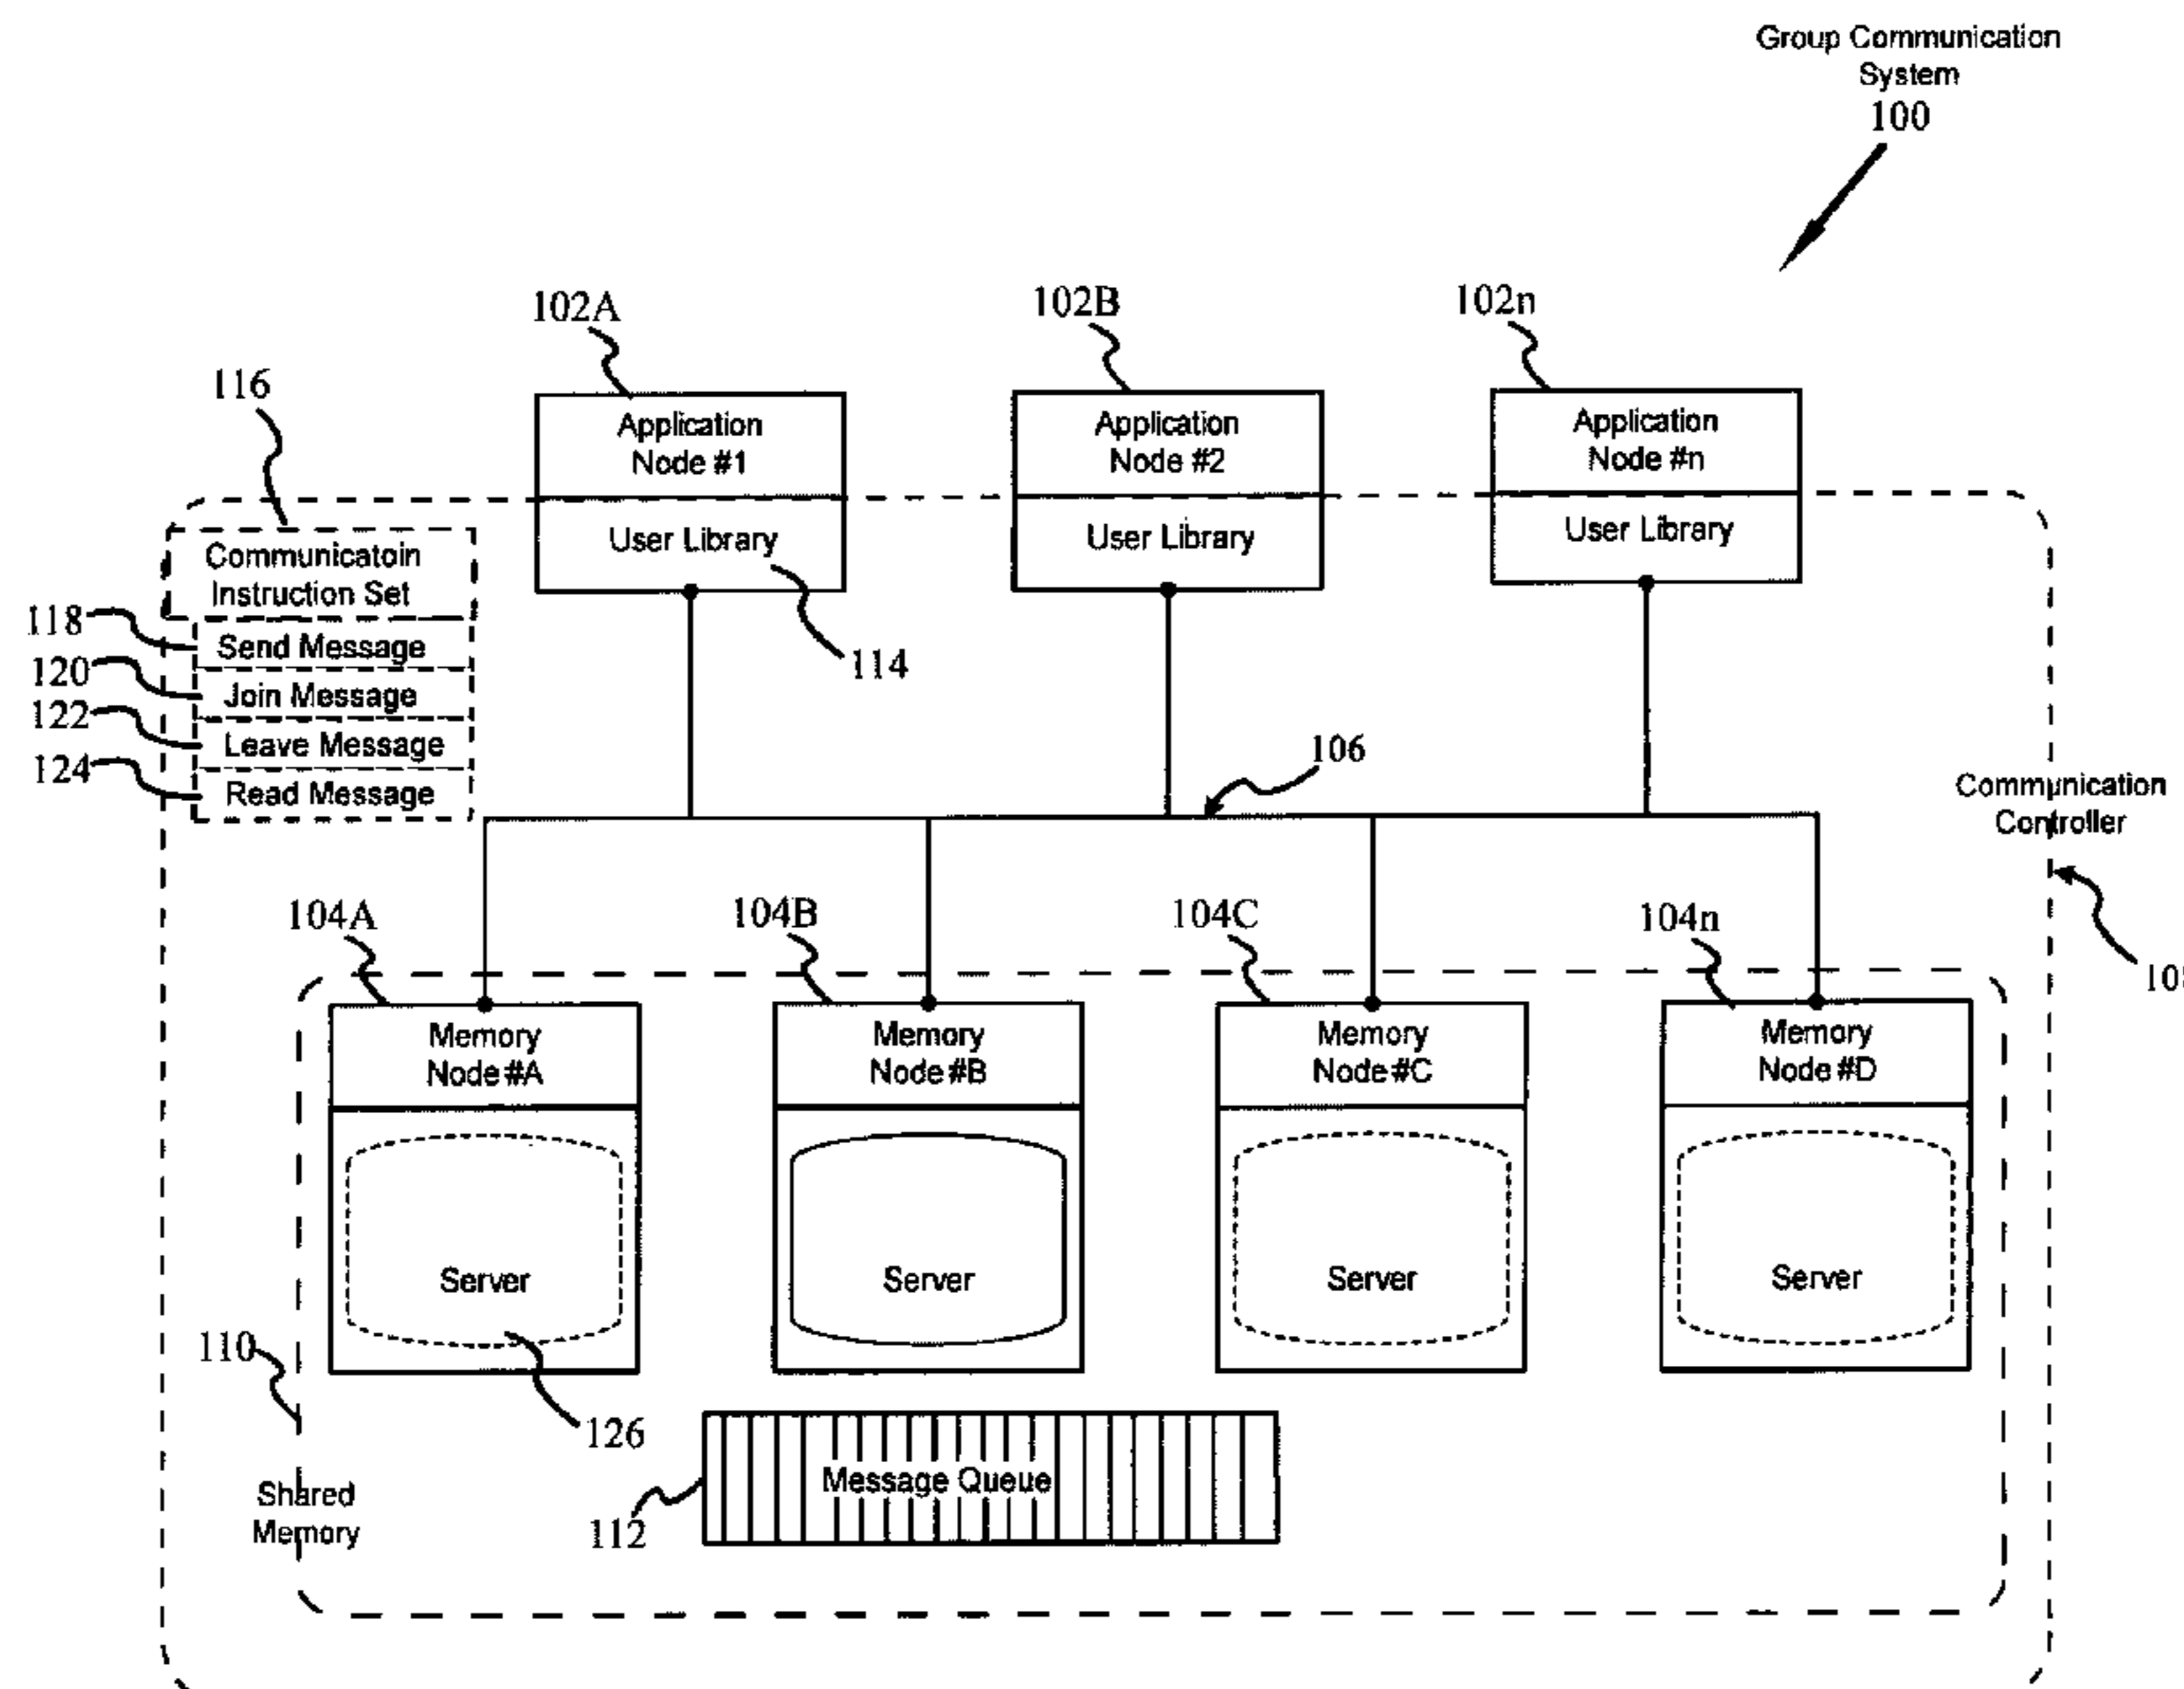 Group Communication
System
100
102A
102B
102n
116
Application
Node #1
Application
Node #2
Application
Node #n
User Library
User Library
User Library
Communicatoin
Instruction Set
118
Send Message
114
120
Join Message
122
Leave Message
106
124
Read Message
Communication
Controller
104A
104B
104C
104n
Memory
Node #A
Memory
Node #B
Memory
Node #C
Memory
Node #D
Server
Server
Server
Server
110
126
Message Queue
Shared
Memory
112